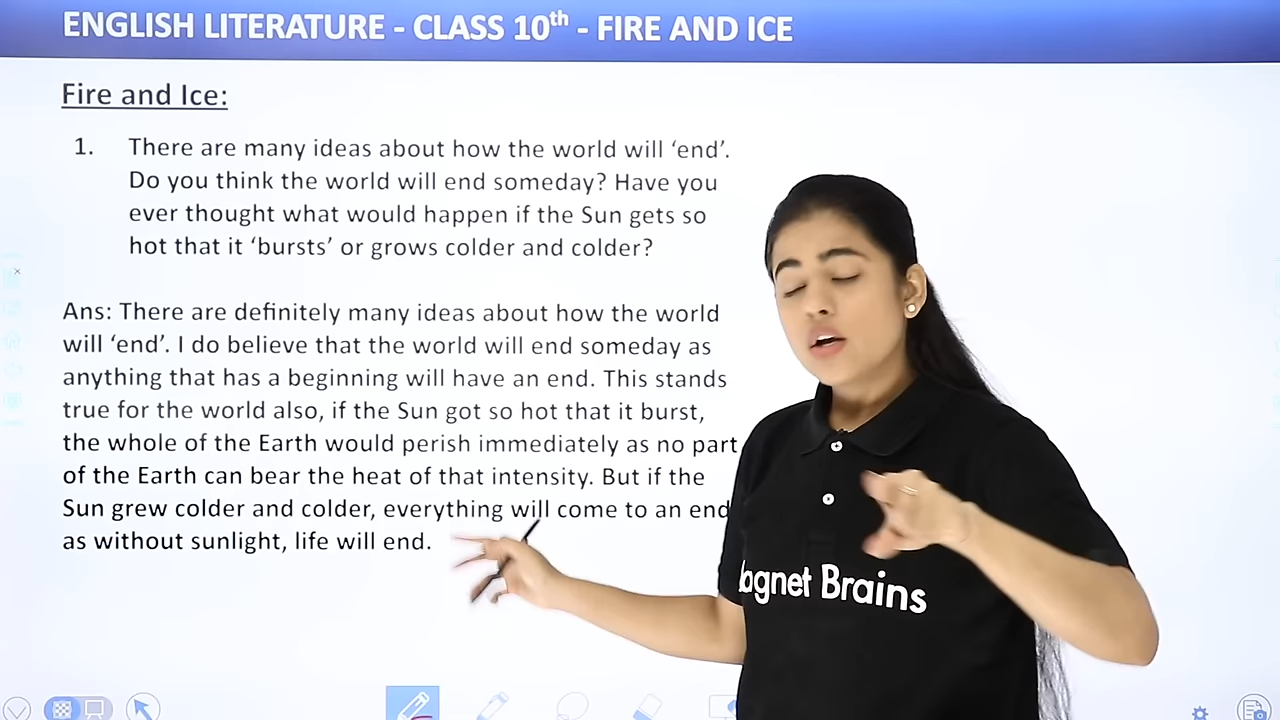 ENGLISH LITERATURE - CLASS 10th - FIRE AND ICE
Fire and Ice:
1. There are many ideas about how the world will ‘end’.
Do you think the world will end someday? Have you
ever thought what would happen if the Sun gets so
hot that it ‘bursts’ or grows colder and colder?
Ans: There are definitely many ideas about how the world
will ‘end’. I do believe that the world will end someday as
anything that has a beginning will have an end. This stands
true for the world also, if the Sun got so hot that it burst,
the whole of the Earth would perish immediately as no part
of the Earth can bear the heat of that intensity. But if the
Sun grew colder and colder, everything will come to an end
as without sunlight, life will end.
agnet Brains